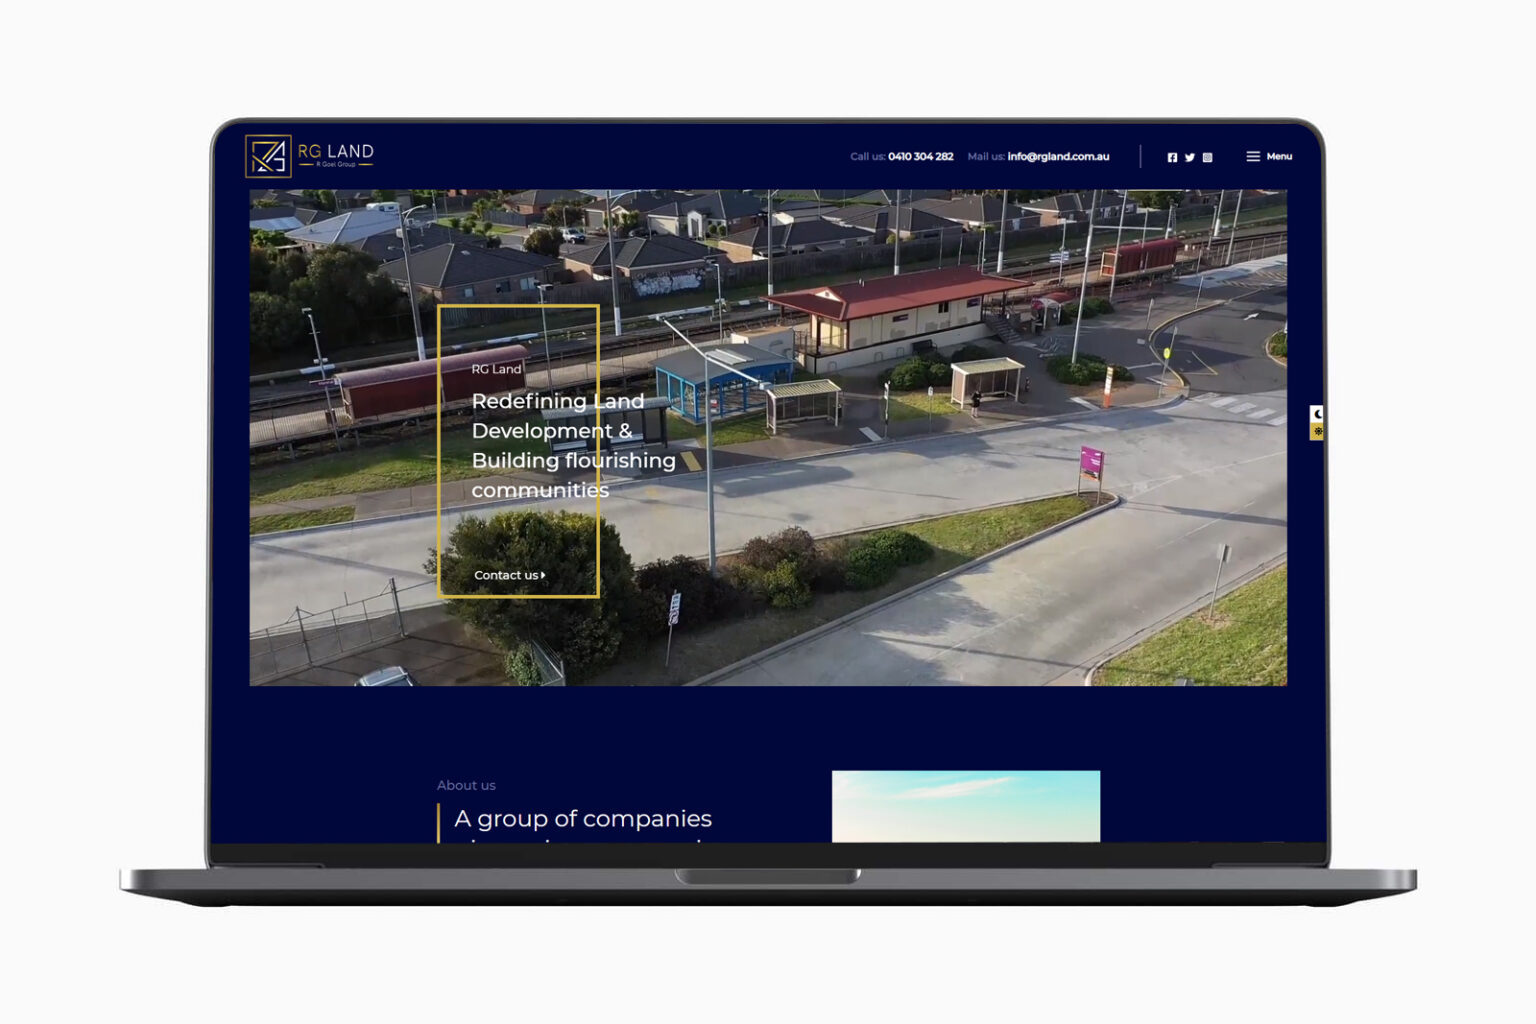 RG LAND
R Goel Group
Call us: 0410 304 282
Mail us: info@rgland.com.au
Menu
RG Land
Redefining Land
Development &
Building flourishing
communities
Contact us
About us
A group of companies